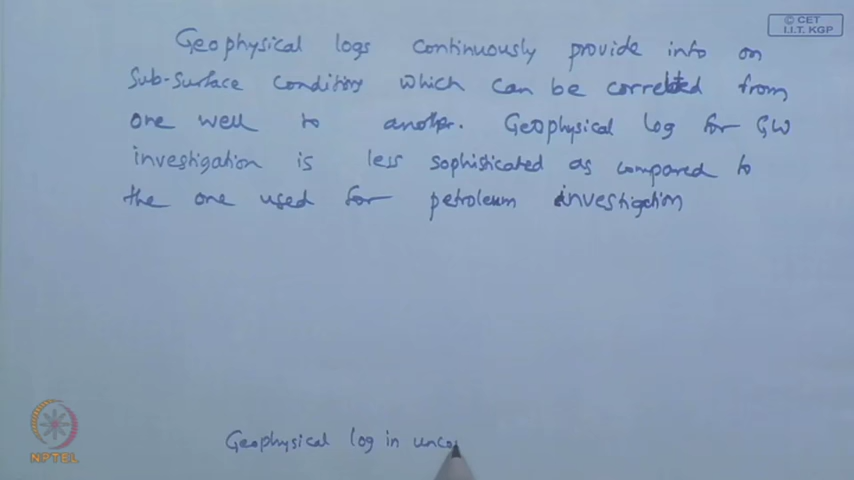 © CET
I.I.T. KGP
Geophysical logs continuously provide info on
Sub-surface conditions which can be correlated from
one well to another. Geophysical log for GW
investigation is less sophisticated as compared to
the one used for petroleum investigation
NPTEL
Geophysical log in unco